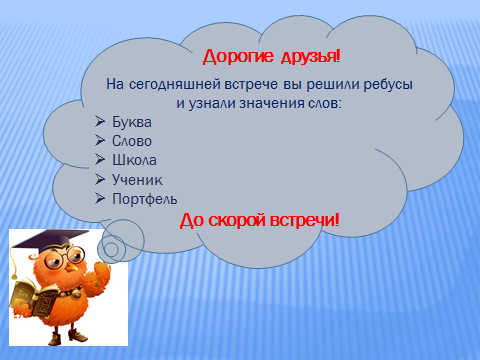 Дорогие друзья!
На сегодняшней встрече вы решили ребусы
и узнали значения слов:
Буква
Слово
Школа
Ученик
Портфель
До скорой встречи!